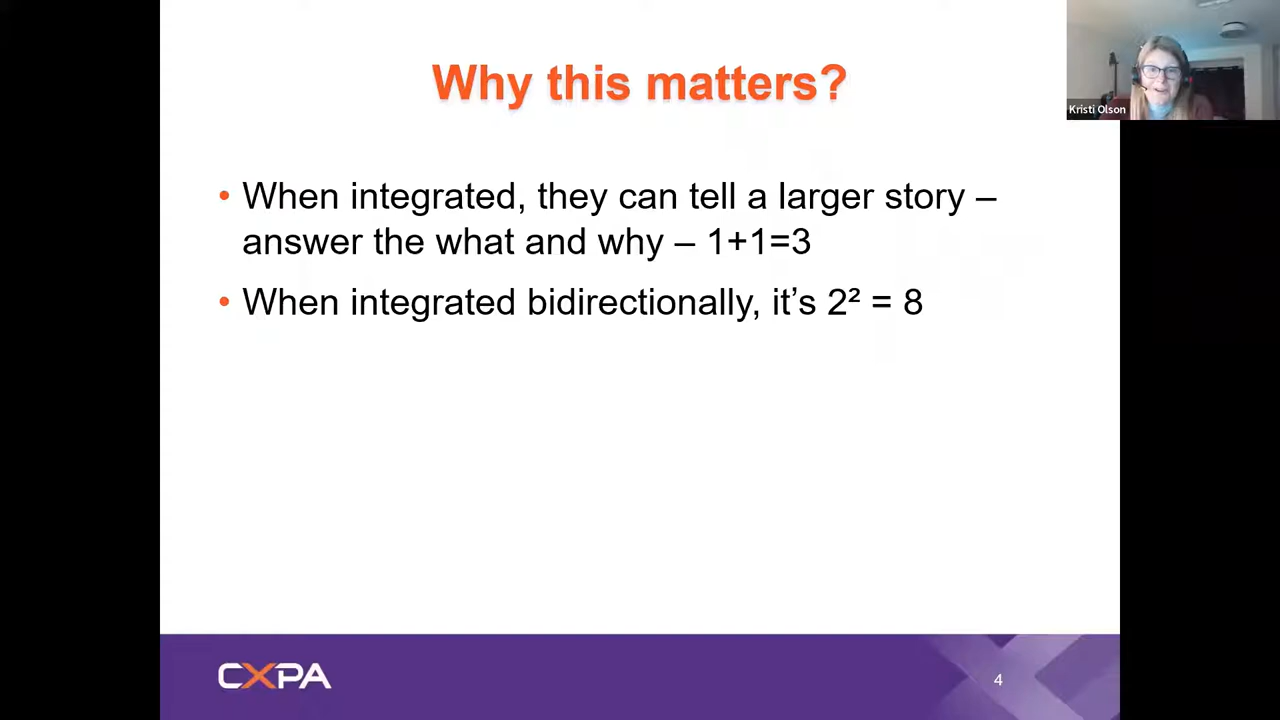 Why this matters?
Kristi Olson
• When integrated, they can tell a larger story –
answer the what and why – 1+1=3
• When integrated bidirectionally, it’s 2² = 8
CXPA
4